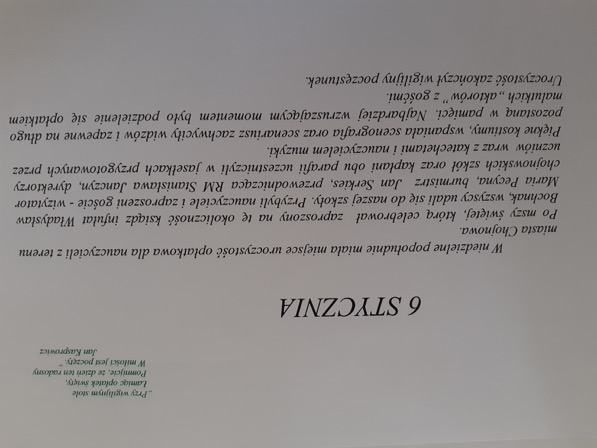 „Przy wigilijnym stole
Łamiąc opłatek święty,
Pomnijcie, że dzień ten radosny
W miłości jest poczęty.”
Jan Kasprowicz
6 STYCZNIA
W niedzielne popołudnie miała miejsce uroczystość opłatkowa dla nauczycieli z terenu
miasta Chojnowa.
Po mszy świętej, którą celebrował zaproszony na tę okoliczność ksiądz infułat Władysław
Bochnak, wszyscy udali się do naszej szkoły. Przybyli nauczyciele i zaproszeni goście - wizytator
Maria Pecyna, burmistrz Jan Serkies, przewodnicząca RM Stanisława Janczyn, dyrektorzy
chojnowskich szkół oraz kapłani obu parafii uczestniczyli w jasełkach przygotowanych przez
uczniów wraz z katechetami i nauczycielem muzyki.
Piękne kostiumy, wspaniała scenografia oraz scenariusz zachwyciły widzów i zapewne na długo
pozostaną w pamięci. Najbardziej wzruszającym momentem było podzielenie się opłatkiem
malutkich „aktorów” z gośćmi.
Uroczystość zakończył wigilijny poczęstunek.